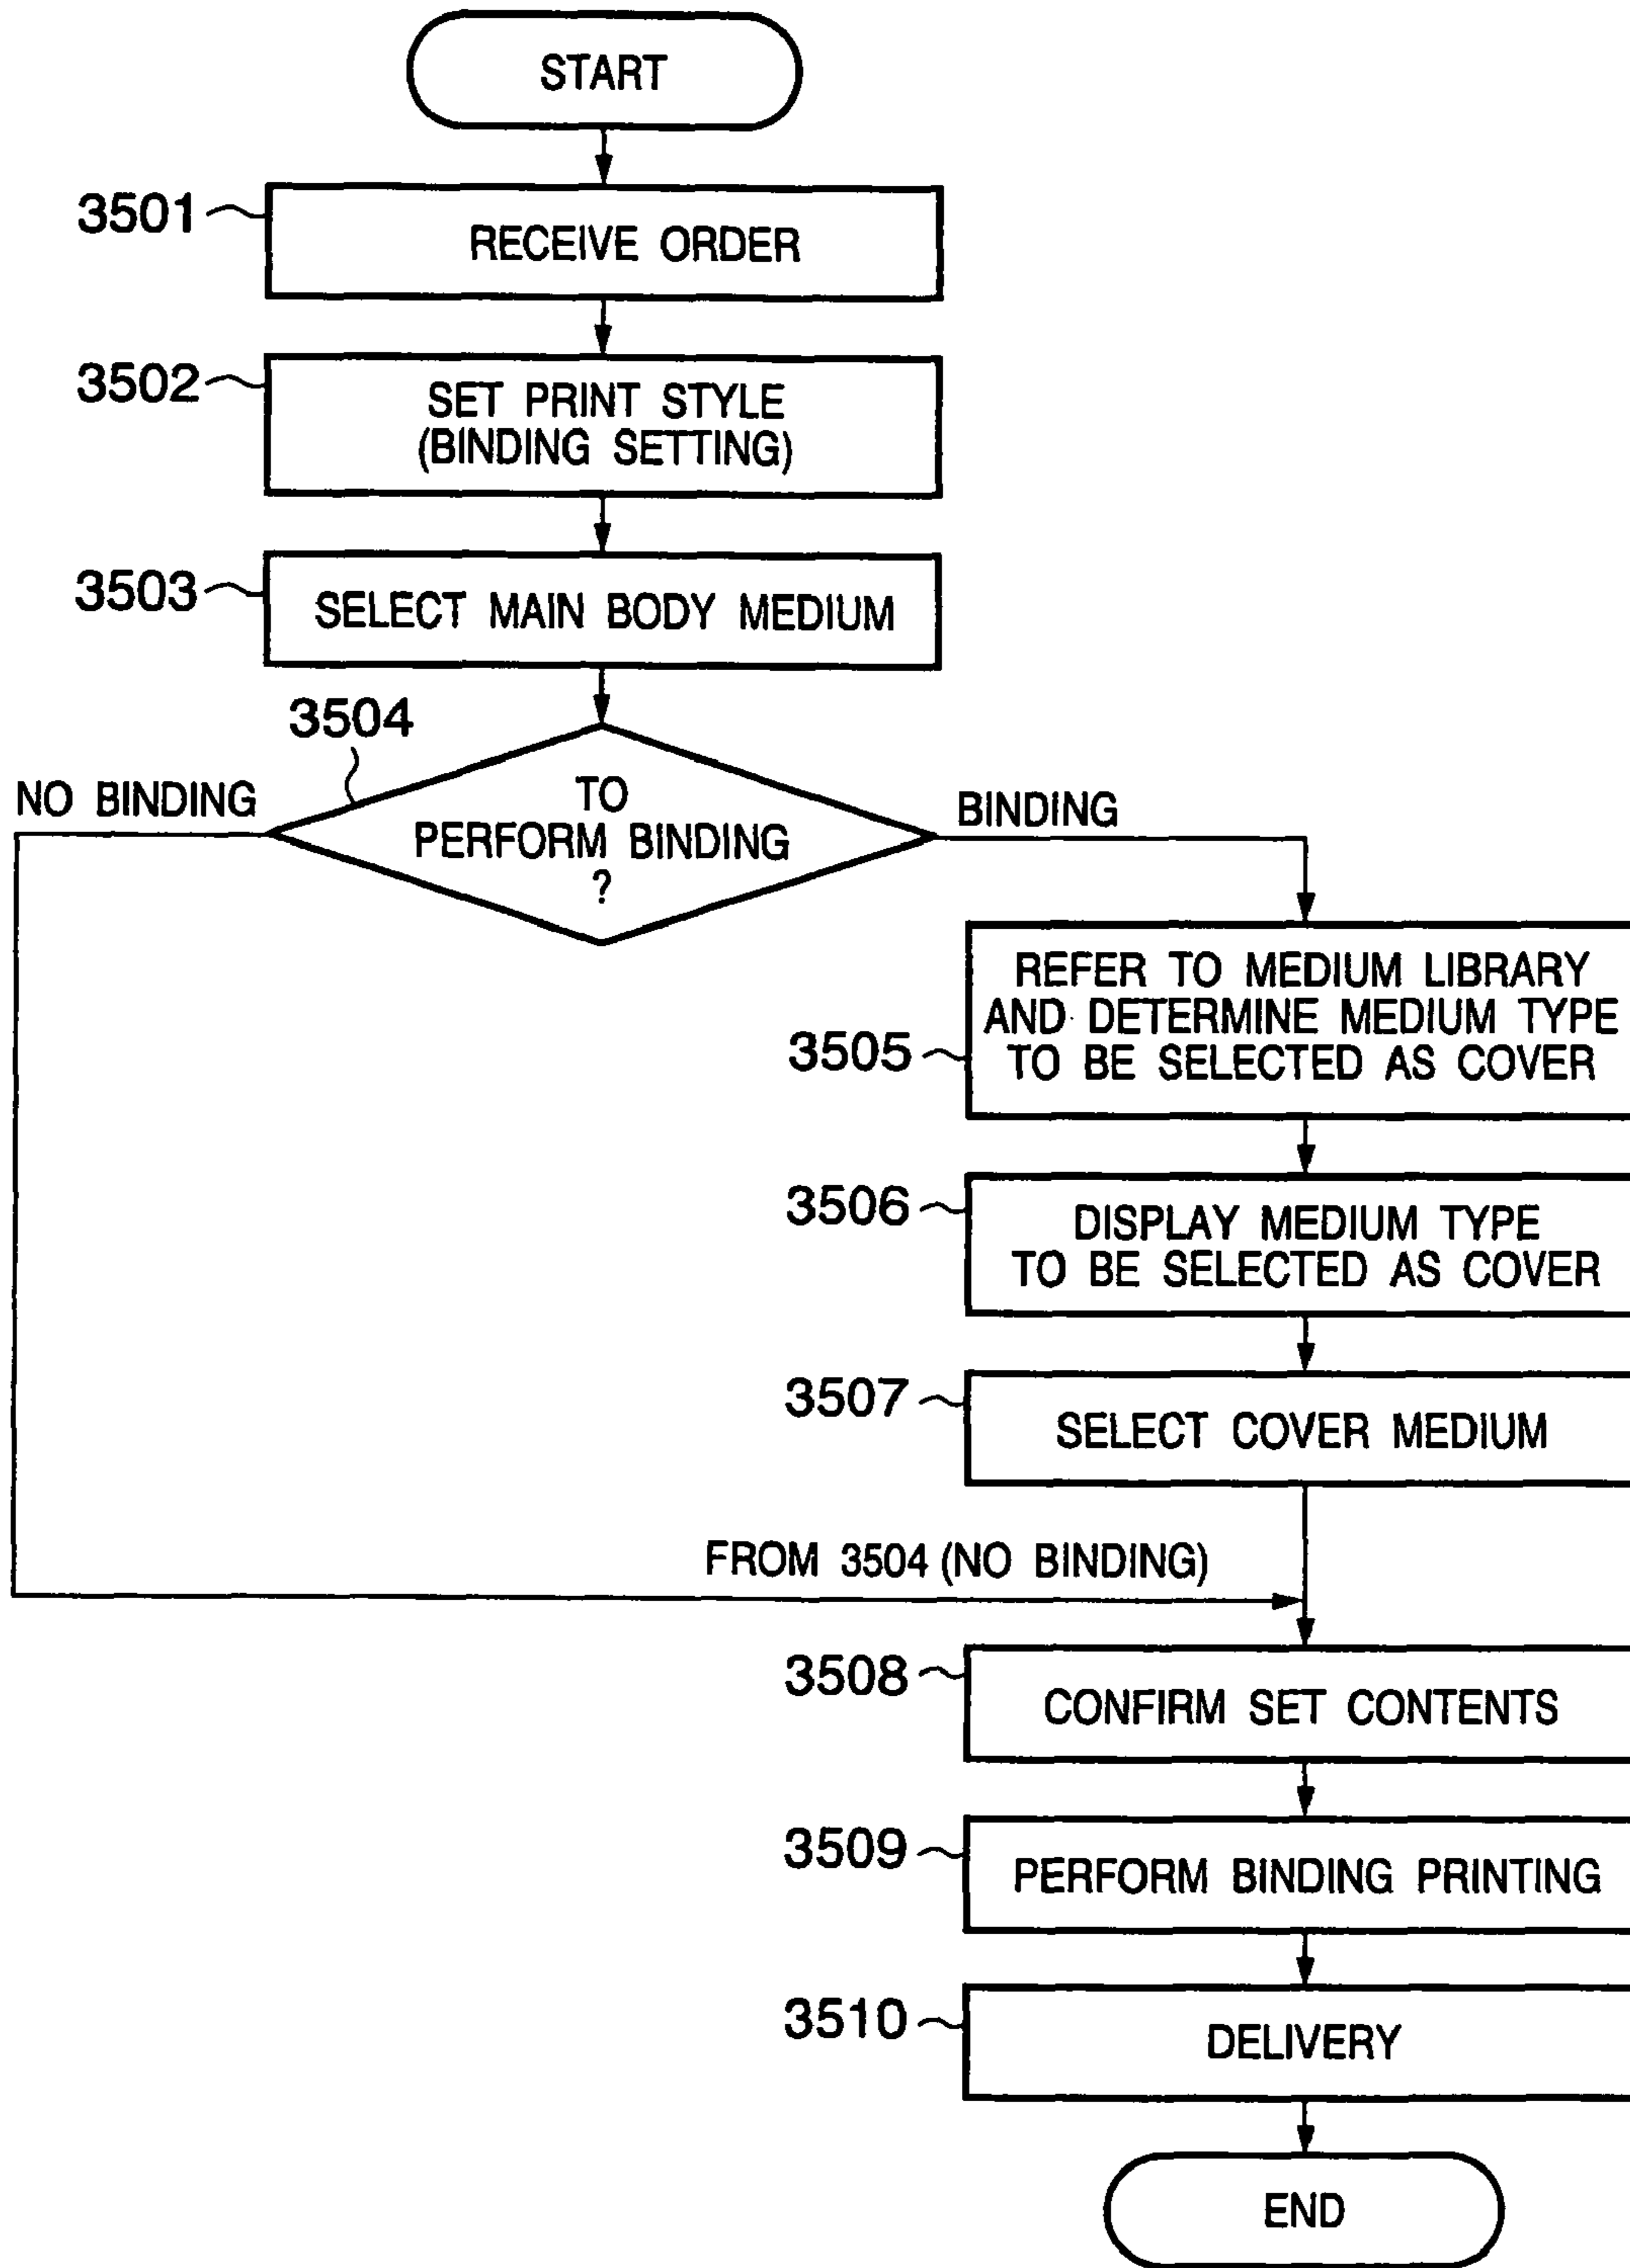 START
3501
RECEIVE ORDER
3502
SET PRINT STYLE
(BINDING SETTING)
3503
SELECT MAIN BODY MEDIUM
3504
NO BINDING
TO
PERFORM BINDING
?
BINDING
3505
REFER TO MEDIUM LIBRARY
AND DETERMINE MEDIUM TYPE
TO BE SELECTED AS COVER
3506
DISPLAY MEDIUM TYPE
TO BE SELECTED AS COVER
3507
SELECT COVER MEDIUM
FROM 3504 (NO BINDING)
3508
CONFIRM SET CONTENTS
3509
PERFORM BINDING PRINTING
3510
DELIVERY
END